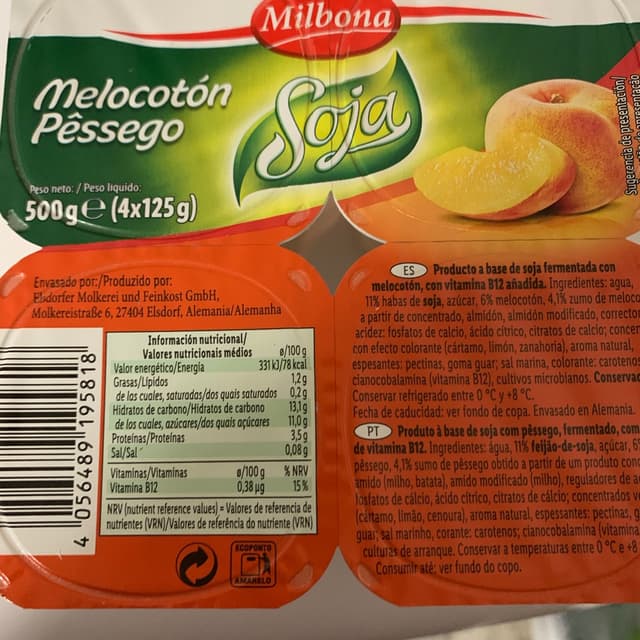 Milbona
Melocotón
Pêssego
Soja
Peso neto: / Peso líquido:
500 g e (4x125 g)
Sugerencia de presentación/
Envasado por:/Produzido por:
Elsdorfer Molkerei und Feinkost GmbH,
Molkereistraße 6, 27404 Elsdorf, Alemania/Alemanha
Información nutricional/
Valores nutricionais médios ø/100 g
Valor energético/Energia 331 kJ/78 kcal
Grasas/Lípidos 1,2 g
de las cuales, saturadas/dos quais saturados 0,2 g
Hidratos de carbono/Hidratos de carbono 13,1 g
de los cuales, azúcares/dos quais açúcares 11,0 g
Proteínas/Proteínas 3,5 g
Sal/Sal 0,08 g
Vitaminas/Vitaminas ø/100 g % NRV
Vitamina B12 0,38 µg 15 %
NRV (nutrient reference values) = Valores de referencia de
nutrientes (VRN)/Valores de referência do nutriente (VRN)
4 056489 195818
ECOPONTO
AMARELO
ES Producto a base de soja fermentada con
melocotón, con vitamina B12 añadida. Ingredientes: agua,
11% habas de soja, azúcar, 6% melocotón, 4,1% zumo de
a partir de concentrado, almidón, almidón modificado,
acidez: fosfatos de calcio, ácido cítrico, citratos de calcio;
con efecto colorante (cártamo, limón, zanahoria), aroma natural,
espesantes: pectinas, goma guar; sal marina, colorante:
cianocobalamina (vitamina B12), cultivos microbianos.
Conservar refrigerado entre 0 °C y +8 °C.
Fecha de caducidad: ver fondo de copa. Envasado en Alemania.
PT Produto à base de soja com pêssego, fermentado, com
de vitamina B12. Ingredientes: água, 11% feijão-de-soja, açúcar,
pêssego, 4,1% sumo de pêssego obtido a partir de um produto
amido (milho, batata), amido modificado (milho), reguladores de
fosfatos de cálcio, ácido cítrico, citratos de cálcio; concentrados
(cártamo, limão, cenoura), aroma natural, espessantes: pectinas,
guar; sal marinho, corante: carotenos; cianocobalamina (vitamina
culturas de arranque. Conservar a temperaturas entre 0 °C e +8
Consumir até: ver fundo do copo.